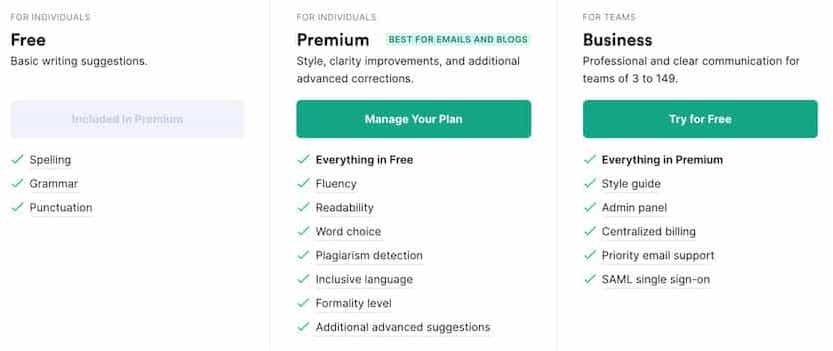 FOR INDIVIDUALS
Free
Basic writing suggestions.
Included In Premium
Spelling
Grammar
Punctuation
FOR INDIVIDUALS
Premium BEST FOR EMAILS AND BLOGS
Style, clarity improvements, and additional
advanced corrections.
Manage Your Plan
Everything in Free
Fluency
Readability
Word choice
Plagiarism detection
Inclusive language
Formality level
Additional advanced suggestions
FOR TEAMS
Business
Professional and clear communication for
teams of 3 to 149.
Try for Free
Everything in Premium
Style guide
Admin panel
Centralized billing
Priority email support
SAML single sign-on